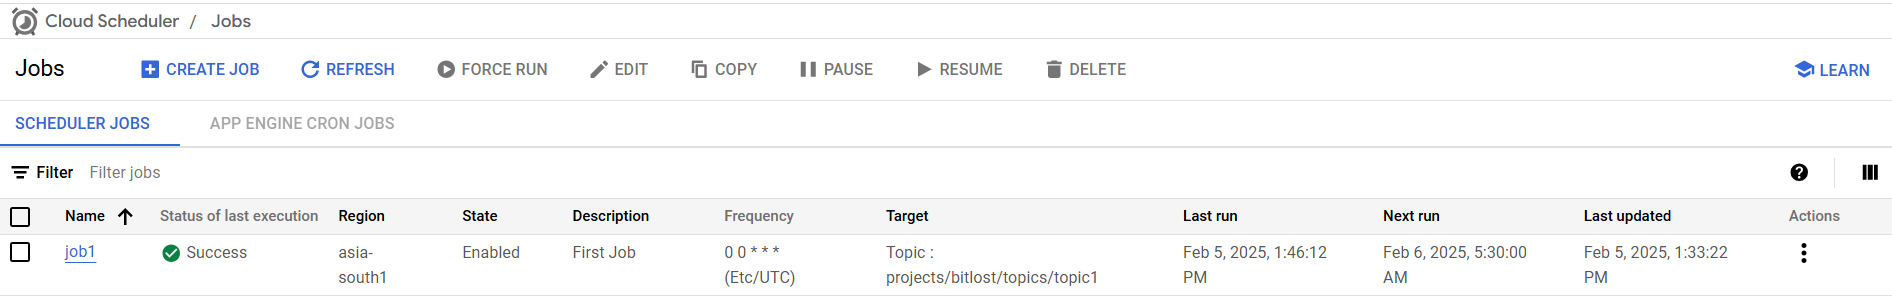 Cloud Scheduler / Jobs
Jobs CREATE JOB REFRESH FORCE RUN EDIT COPY PAUSE RESUME DELETE LEARN
SCHEDULER JOBS APP ENGINE CRON JOBS
Filter Filter jobs
Name Status of last execution Region State Description Frequency Target Last run Next run Last updated Actions
job1 Success asia- Enabled First Job 0 0 * * * Topic : Feb 5, 2025, 1:46:12 Feb 6, 2025, 5:30:00 Feb 5, 2025, 1:33:22
south1 (Etc/UTC) projects/bitlost/topics/topic1 PM AM PM